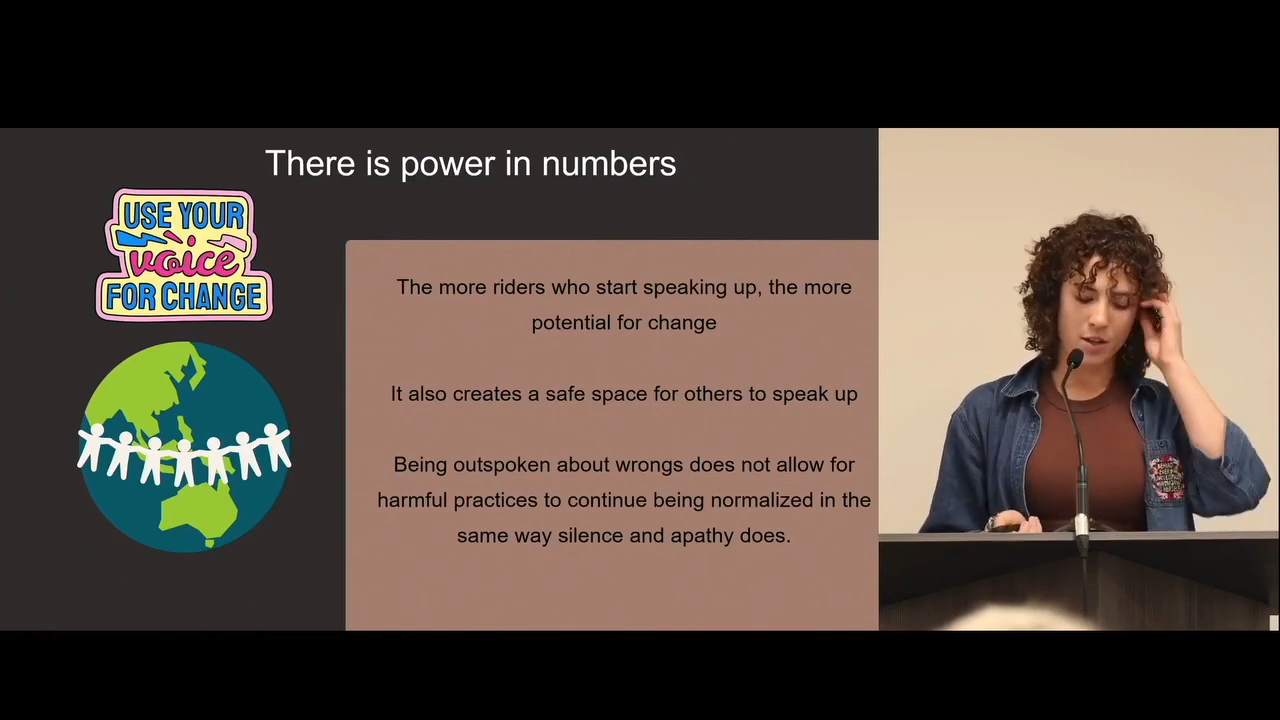 There is power in numbers
USE YOUR
voice
FOR CHANGE
The more riders who start speaking up, the more
potential for change
It also creates a safe space for others to speak up
Being outspoken about wrongs does not allow for
harmful practices to continue being normalized in the
same way silence and apathy does.